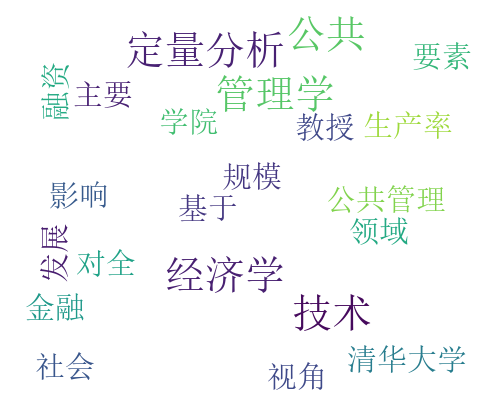 公共
定量分析
要素
融资
主要
管理学
学院
教授
生产率
规模
影响
基于
公共管理
领域
发展
对全
经济学
金融
技术
社会
视角
清华大学